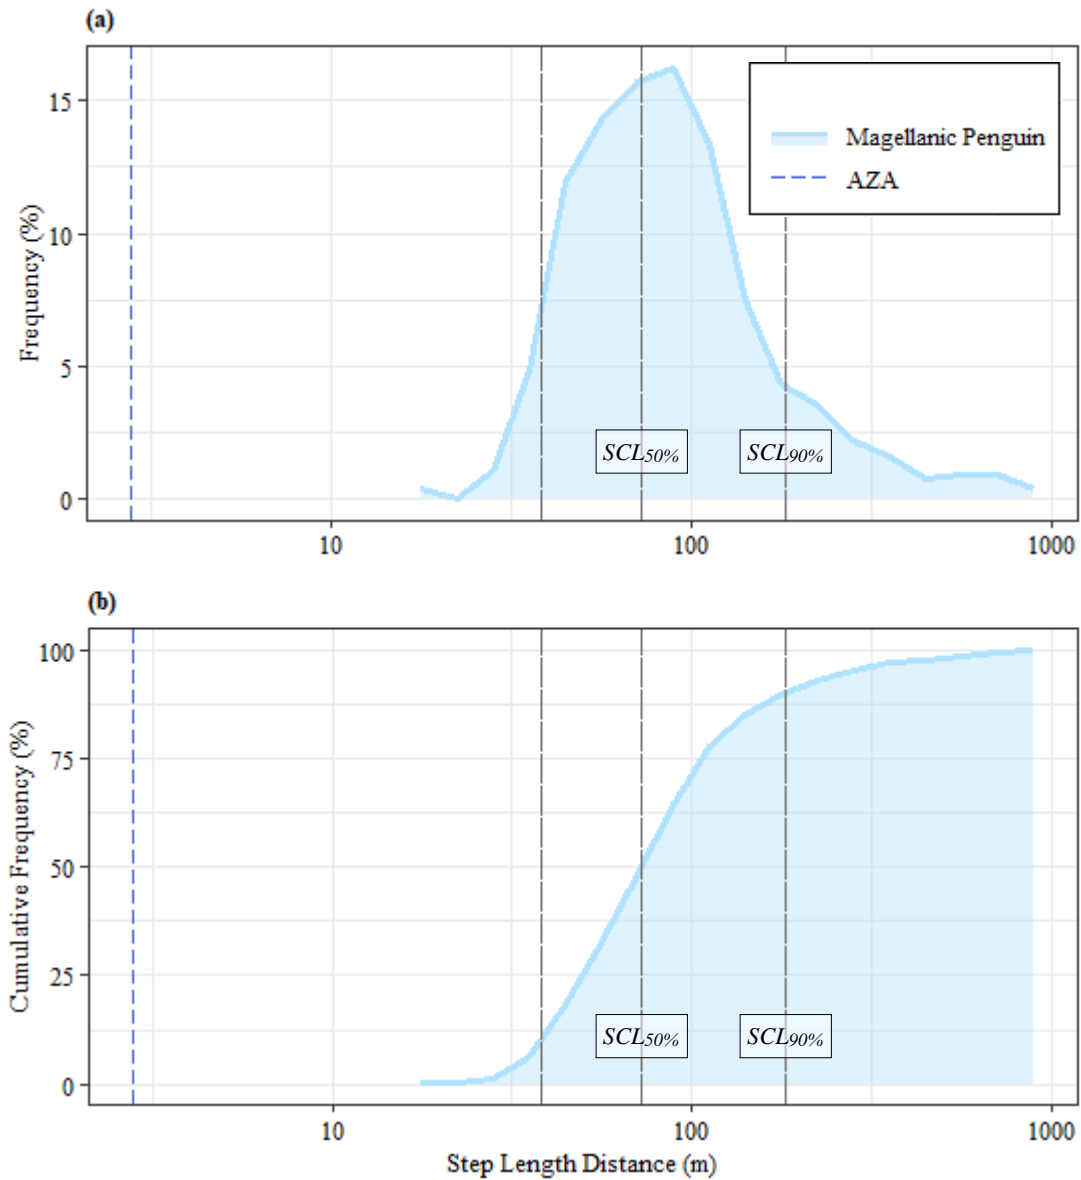 (a)
15
10
5
0
Frequency (%)
Magellanic Penguin
AZA
SCL50%
SCL90%
10
100
1000
(b)
100
75
50
25
0
Cumulative Frequency (%)
SCL50%
SCL90%
10
100
1000
Step Length Distance (m)